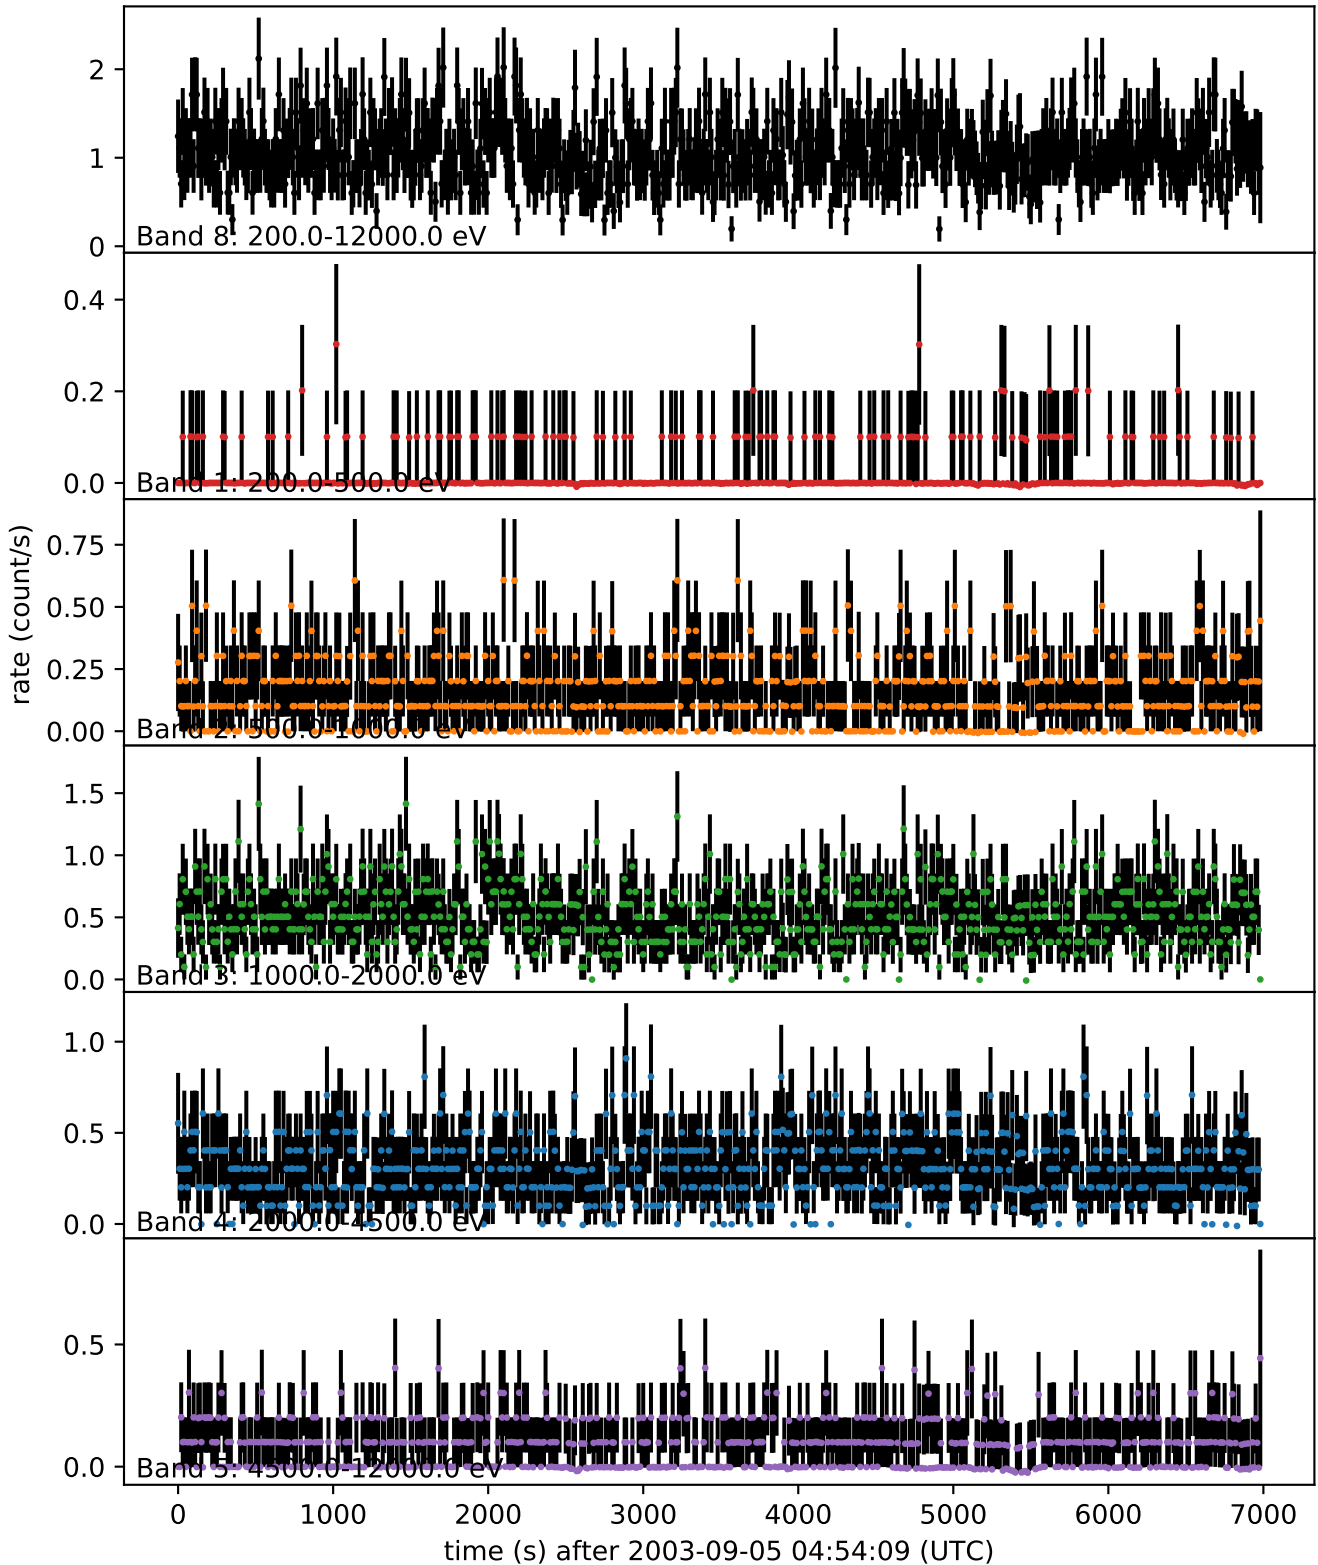 2
1
0
Band 8: 200.0-12000.0 eV
0.4
0.2
0.0
Band 1: 200.0-500.0 eV
rate (count/s)
0.75
0.50
0.25
0.00
Band 2: 500.0-1000.0 eV
1.5
1.0
0.5
0.0
Band 3: 1000.0-2000.0 eV
1.0
0.5
0.0
Band 4: 2000.0-4500.0 eV
0.5
0.0
Band 5: 4500.0-12000.0 eV
0 1000 2000 3000 4000 5000 6000 7000
time (s) after 2003-09-05 04:54:09 (UTC)